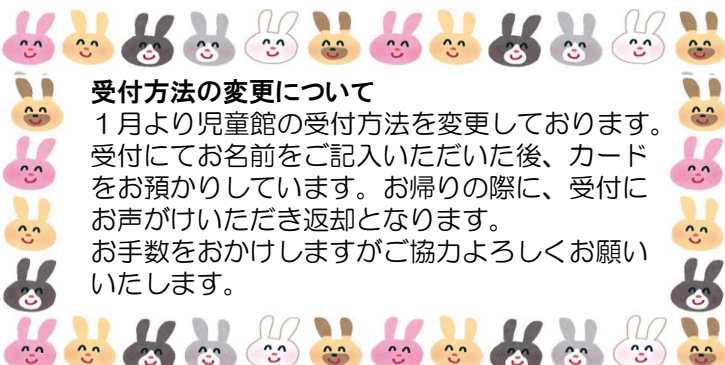 受付方法の変更について
１月より児童館の受付方法を変更しております。
受付にてお名前をご記入いただいた後、カード
をお預かりしています。お帰りの際に、受付に
お声がけいただき返却となります。
お手数をおかけしますがご協力よろしくお願い
いたします。